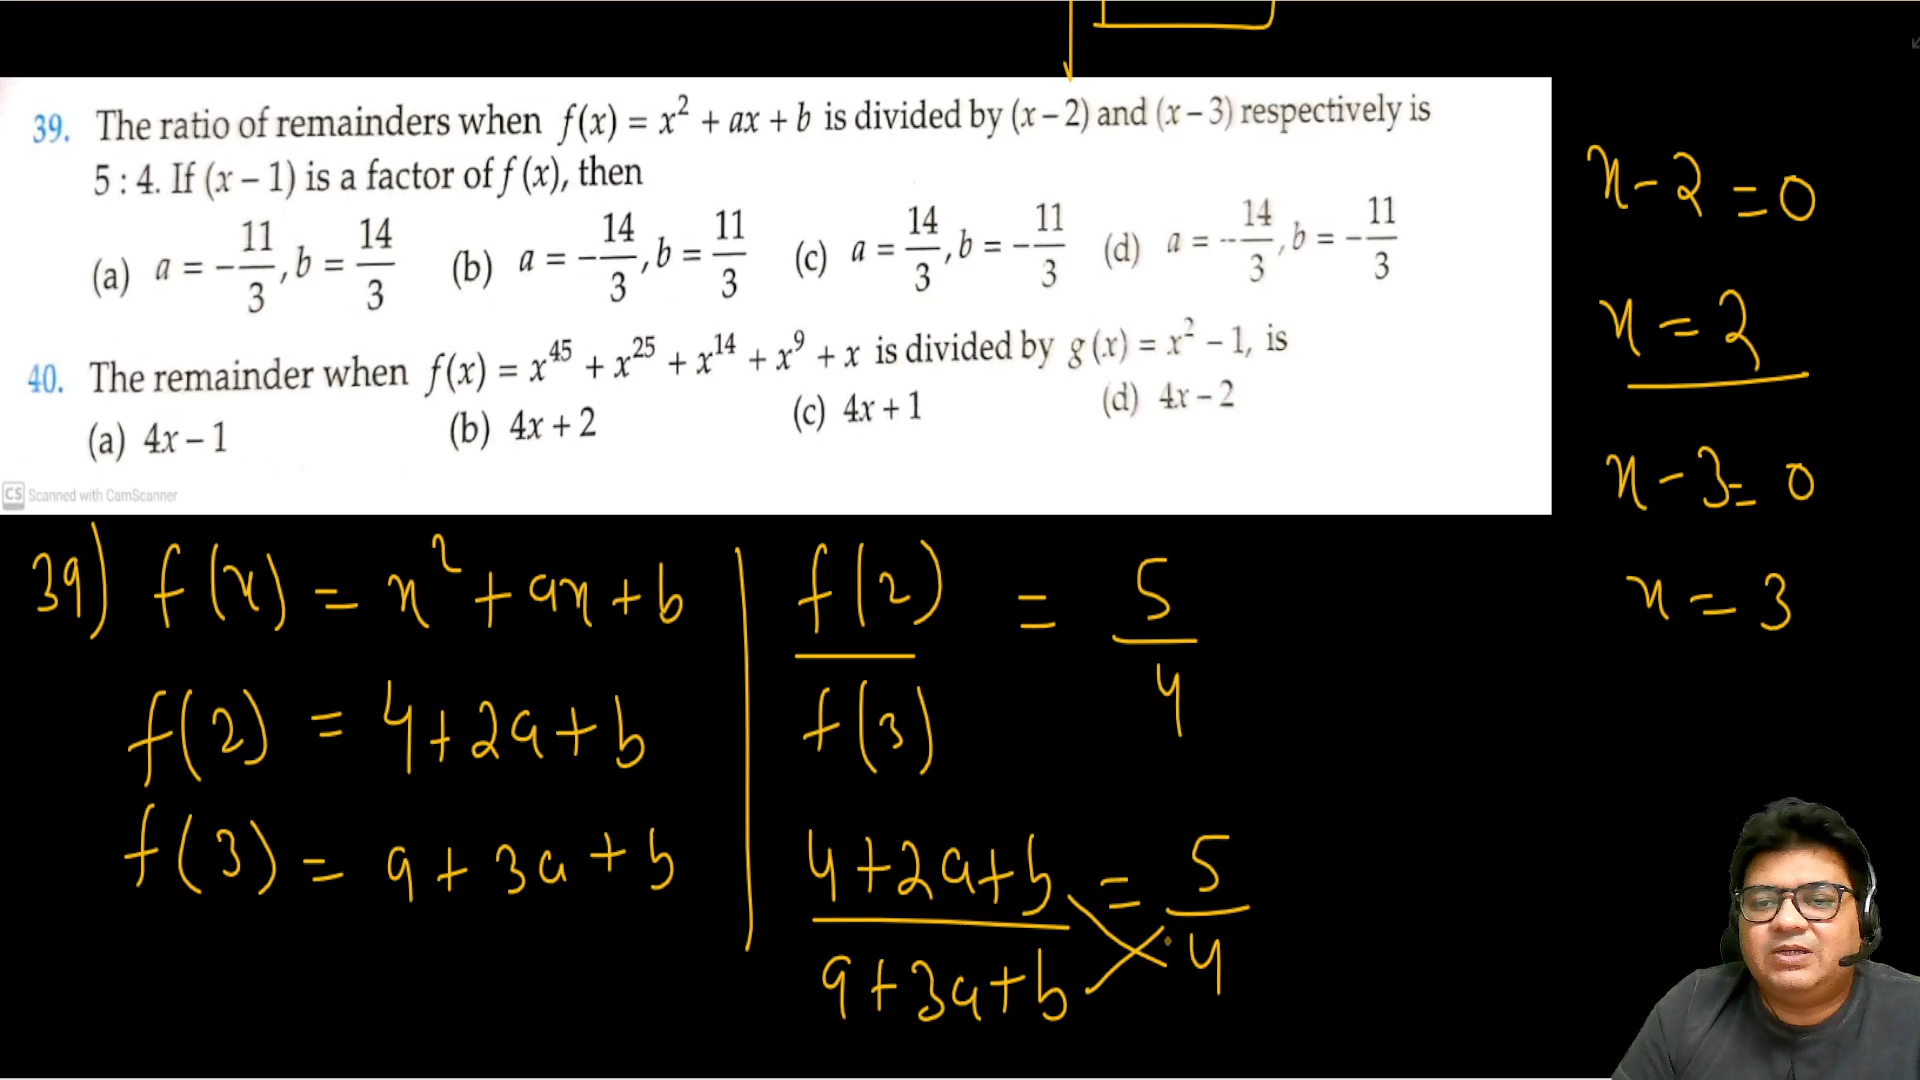 39. The ratio of remainders when f(x) = x² + ax + b is divided by (x – 2) and (x – 3) respectively is
5 : 4. If (x – 1) is a factor of f (x), then
(a) a = –11/3, b = 14/3 (b) a = –14/3, b = 11/3 (c) a = 14/3, b = –11/3 (d) a = –14/3, b = –11/3
40. The remainder when f(x) = x⁴⁵ + x²⁵ + x¹⁴ + x⁹ + x is divided by g (x) = x² – 1, is
(a) 4x – 1 (b) 4x + 2 (c) 4x + 1 (d) 4x – 2
CS Scanned with CamScanner
x - 2 = 0
x = 2
x - 3 = 0
x = 3
39) f(x) = x² + ax + b
f(2) = 4 + 2a + b
f(3) = 9 + 3a + b
f(2)/f(3) = 5/4
4+2a+b/9+3a+b = 5/4